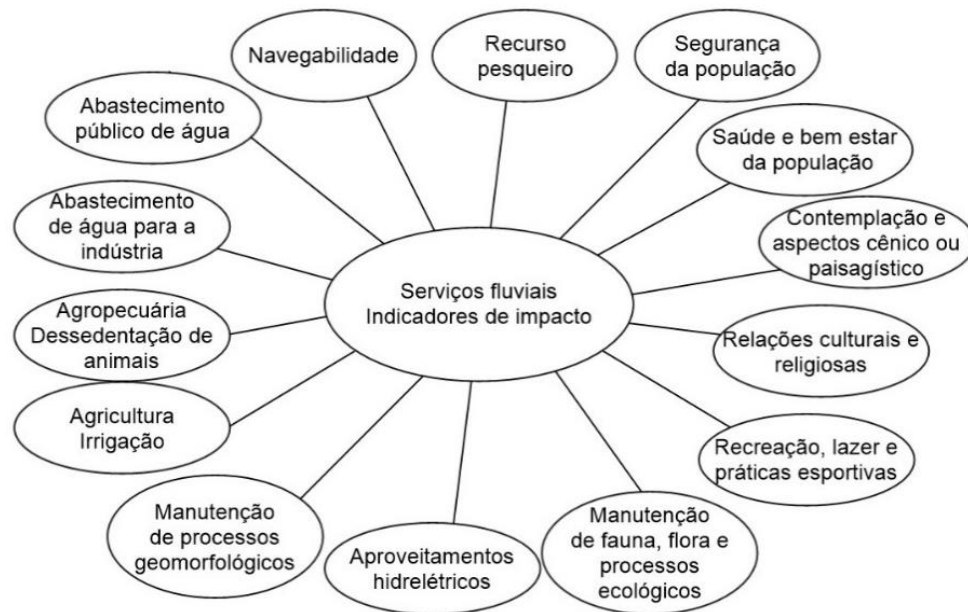 Navegabilidade
Recurso
pesqueiro
Segurança
da população
Abastecimento
público de água
Saúde e bem estar
da população
Abastecimento
de água para a
indústria
Contemplação e
aspectos cênico ou
paisagístico
Serviços fluviais
Indicadores de impacto
Agropecuária
Dessedentação de
animais
Relações culturais e
religiosas
Agricultura
Irrigação
Recreação, lazer e
práticas esportivas
Manutenção
de processos
geomorfológicos
Aproveitamentos
hidrelétricos
Manutenção
de fauna, flora e
processos
ecológicos